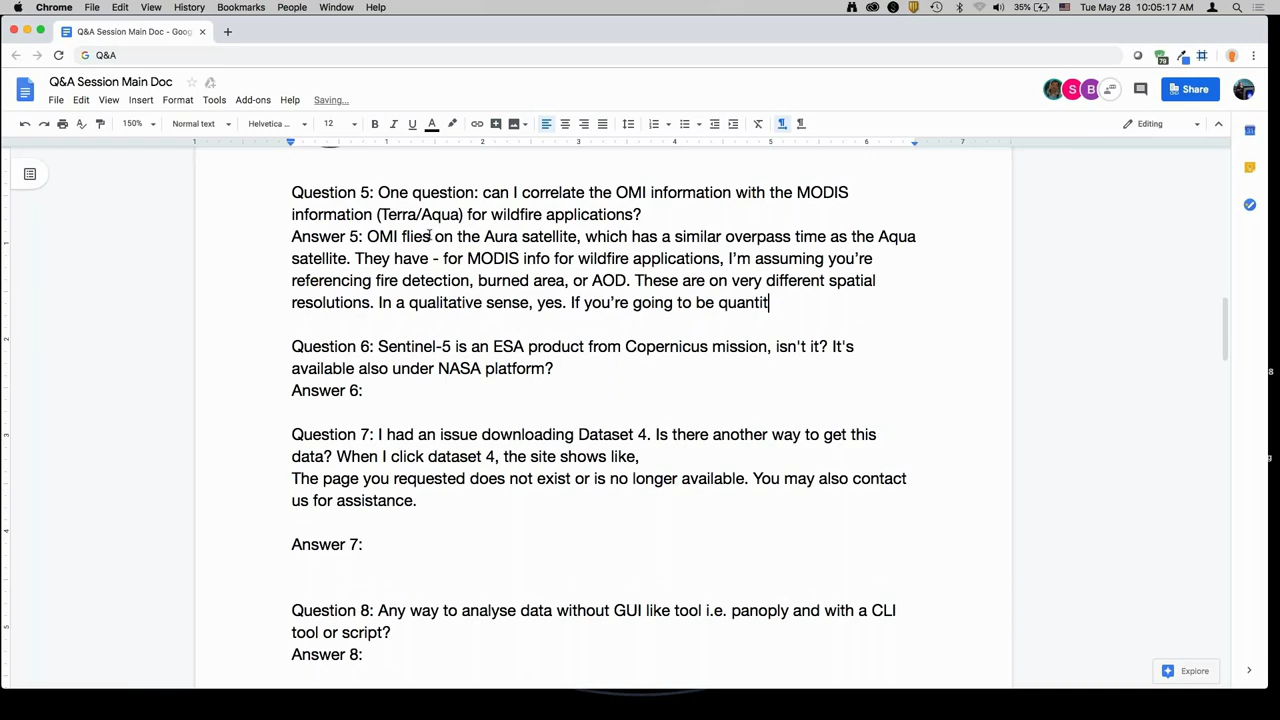 Chrome File Edit View History Bookmarks People Window Help 35% Tue May 28 10:05:17 AM
Q&A Session Main Doc - Goog
Q&A
79
Q&A Session Main Doc
File Edit View Insert Format Tools Add-ons Help Saving...
S B Share
150% Normal text Helvetica ... 12 B I U A Editing
1 1 2 3 4 5 6 7
Question 5: One question: can I correlate the OMI information with the MODIS
information (Terra/Aqua) for wildfire applications?
Answer 5: OMI flies on the Aura satellite, which has a similar overpass time as the Aqua
satellite. They have - for MODIS info for wildfire applications, I’m assuming you’re
referencing fire detection, burned area, or AOD. These are on very different spatial
resolutions. In a qualitative sense, yes. If you’re going to be quantit
Question 6: Sentinel-5 is an ESA product from Copernicus mission, isn't it? It's
available also under NASA platform?
Answer 6:
Question 7: I had an issue downloading Dataset 4. Is there another way to get this
data? When I click dataset 4, the site shows like,
The page you requested does not exist or is no longer available. You may also contact
us for assistance.
Answer 7:
Question 8: Any way to analyse data without GUI like tool i.e. panoply and with a CLI
tool or script?
Answer 8:
Explore